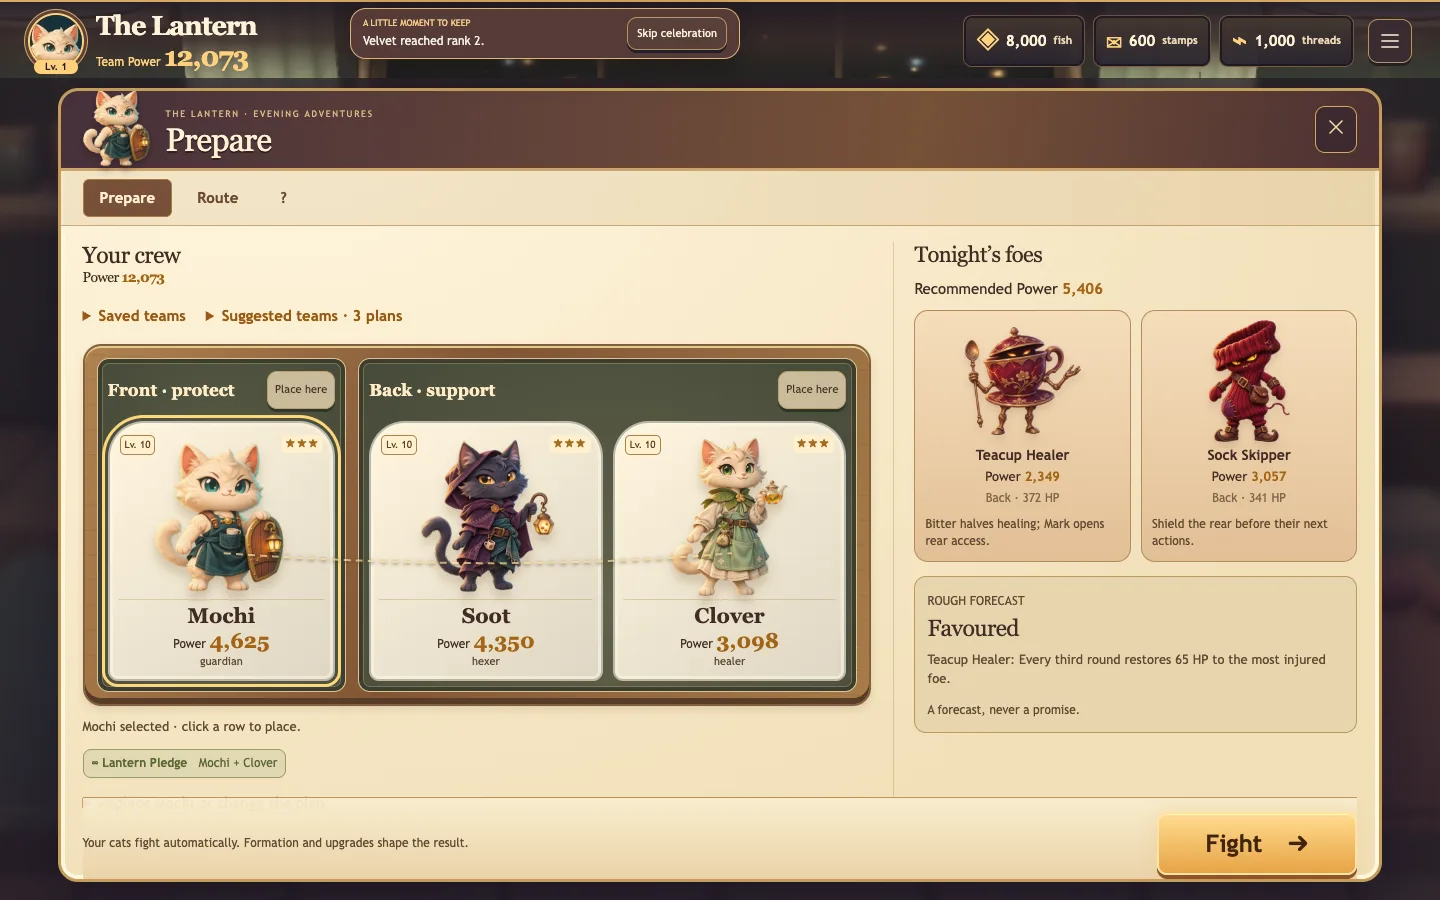 The Lantern
Team Power 12,073
Lv. 1
A LITTLE MOMENT TO KEEP
Velvet reached rank 2.
Skip celebration
8,000 fish
600 stamps
1,000 threads
THE LANTERN · EVENING ADVENTURES
Prepare
Prepare
Route
?
Your crew
Power 12,073
Saved teams
Suggested teams · 3 plans
Front · protect
Place here
Back · support
Place here
Lv. 10
Mochi
Power 4,625
guardian
Lv. 10
Soot
Power 4,350
hexer
Lv. 10
Clover
Power 3,098
healer
Mochi selected · click a row to place.
Lantern Pledge Mochi + Clover
Replace Mochi or change the plan
Tonight’s foes
Recommended Power 5,406
Teacup Healer
Power 2,349
Back · 372 HP
Bitter halves healing; Mark opens
rear access.
Sock Skipper
Power 3,057
Back · 341 HP
Shield the rear before their next
actions.
ROUGH FORECAST
Favoured
Teacup Healer: Every third round restores 65 HP to the most injured
foe.
A forecast, never a promise.
Your cats fight automatically. Formation and upgrades shape the result.
Fight